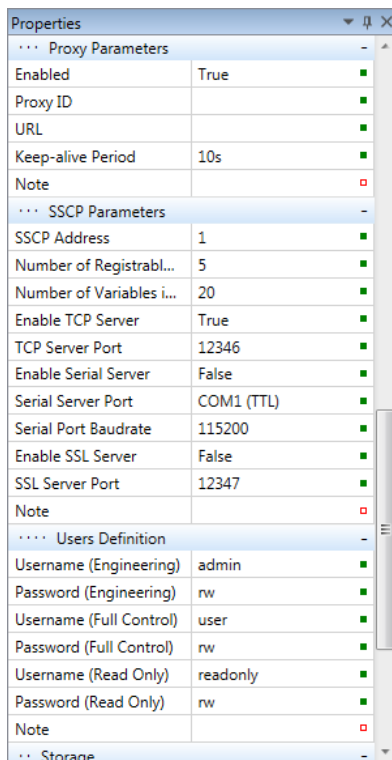 Properties
···  Proxy Parameters -
Enabled True
Proxy ID
URL
Keep-alive Period 10s
Note
···  SSCP Parameters -
SSCP Address 1
Number of Registrabl... 5
Number of Variables i... 20
Enable TCP Server True
TCP Server Port 12346
Enable Serial Server False
Serial Server Port COM1 (TTL)
Serial Port Baudrate 115200
Enable SSL Server False
SSL Server Port 12347
Note
····  Users Definition -
Username (Engineering) admin
Password (Engineering) rw
Username (Full Control) user
Password (Full Control) rw
Username (Read Only) readonly
Password (Read Only) rw
Note
··  Storage -